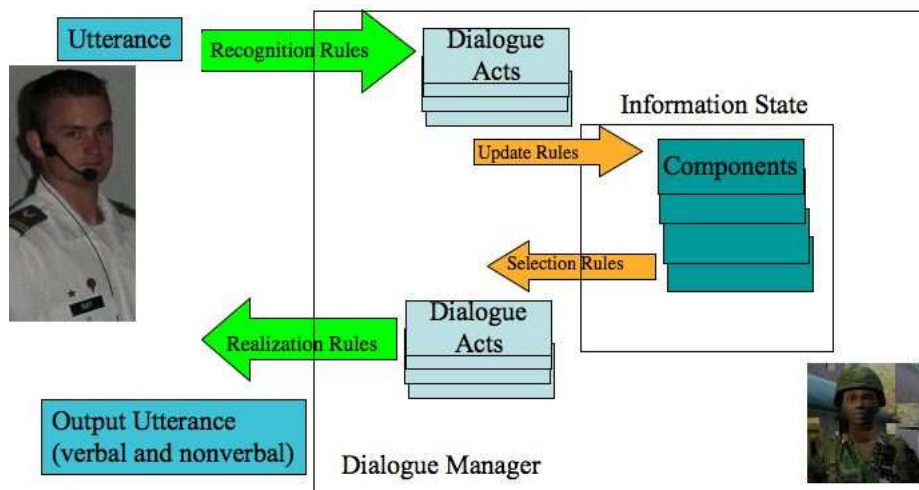 Utterance
Recognition Rules
Dialogue
Acts
Information State
Update Rules
Components
Selection Rules
Dialogue
Acts
Realization Rules
Output Utterance
(verbal and nonverbal)
Dialogue Manager